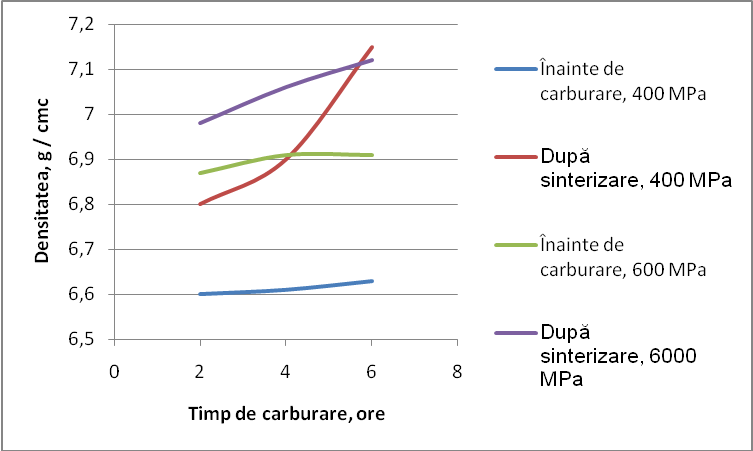 7,2
7,1
7
6,9
6,8
6,7
6,6
6,5
Densitatea, g / cmc
0
2
4
6
8
Timp de carburare, ore
Înainte de
carburare, 400 MPa
După
sinterizare, 400 MPa
Înainte de
carburare, 600 MPa
După
sinterizare, 6000
MPa